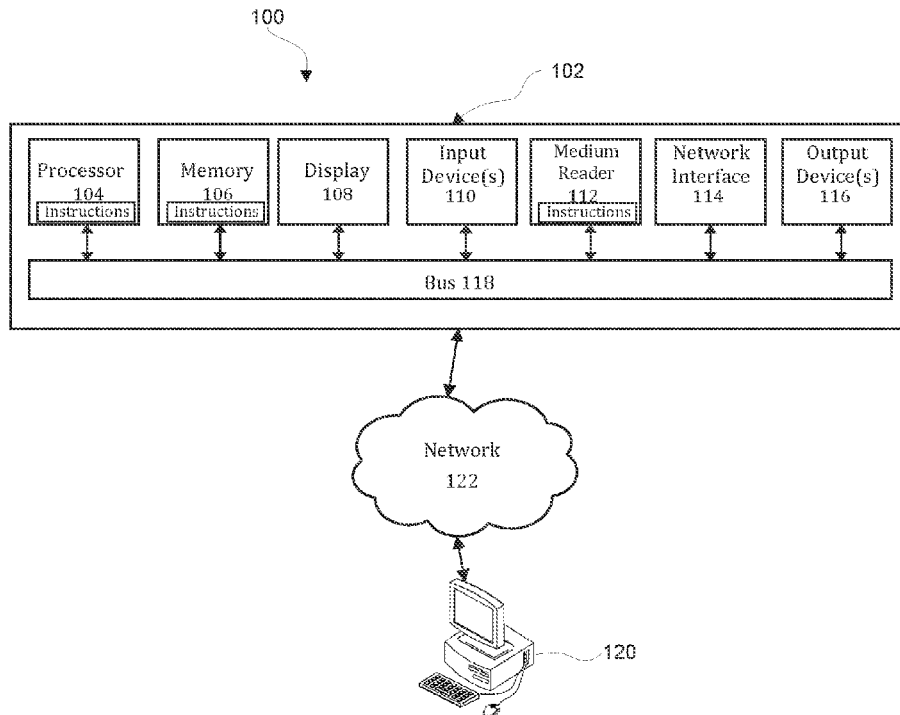 100
102
Processor
104
Instructions
Memory
106
Instructions
Display
108
Input
Device(s)
110
Medium
Reader
112
Instructions
Network
Interface
114
Output
Device(s)
116
Bus 118
Network
122
120